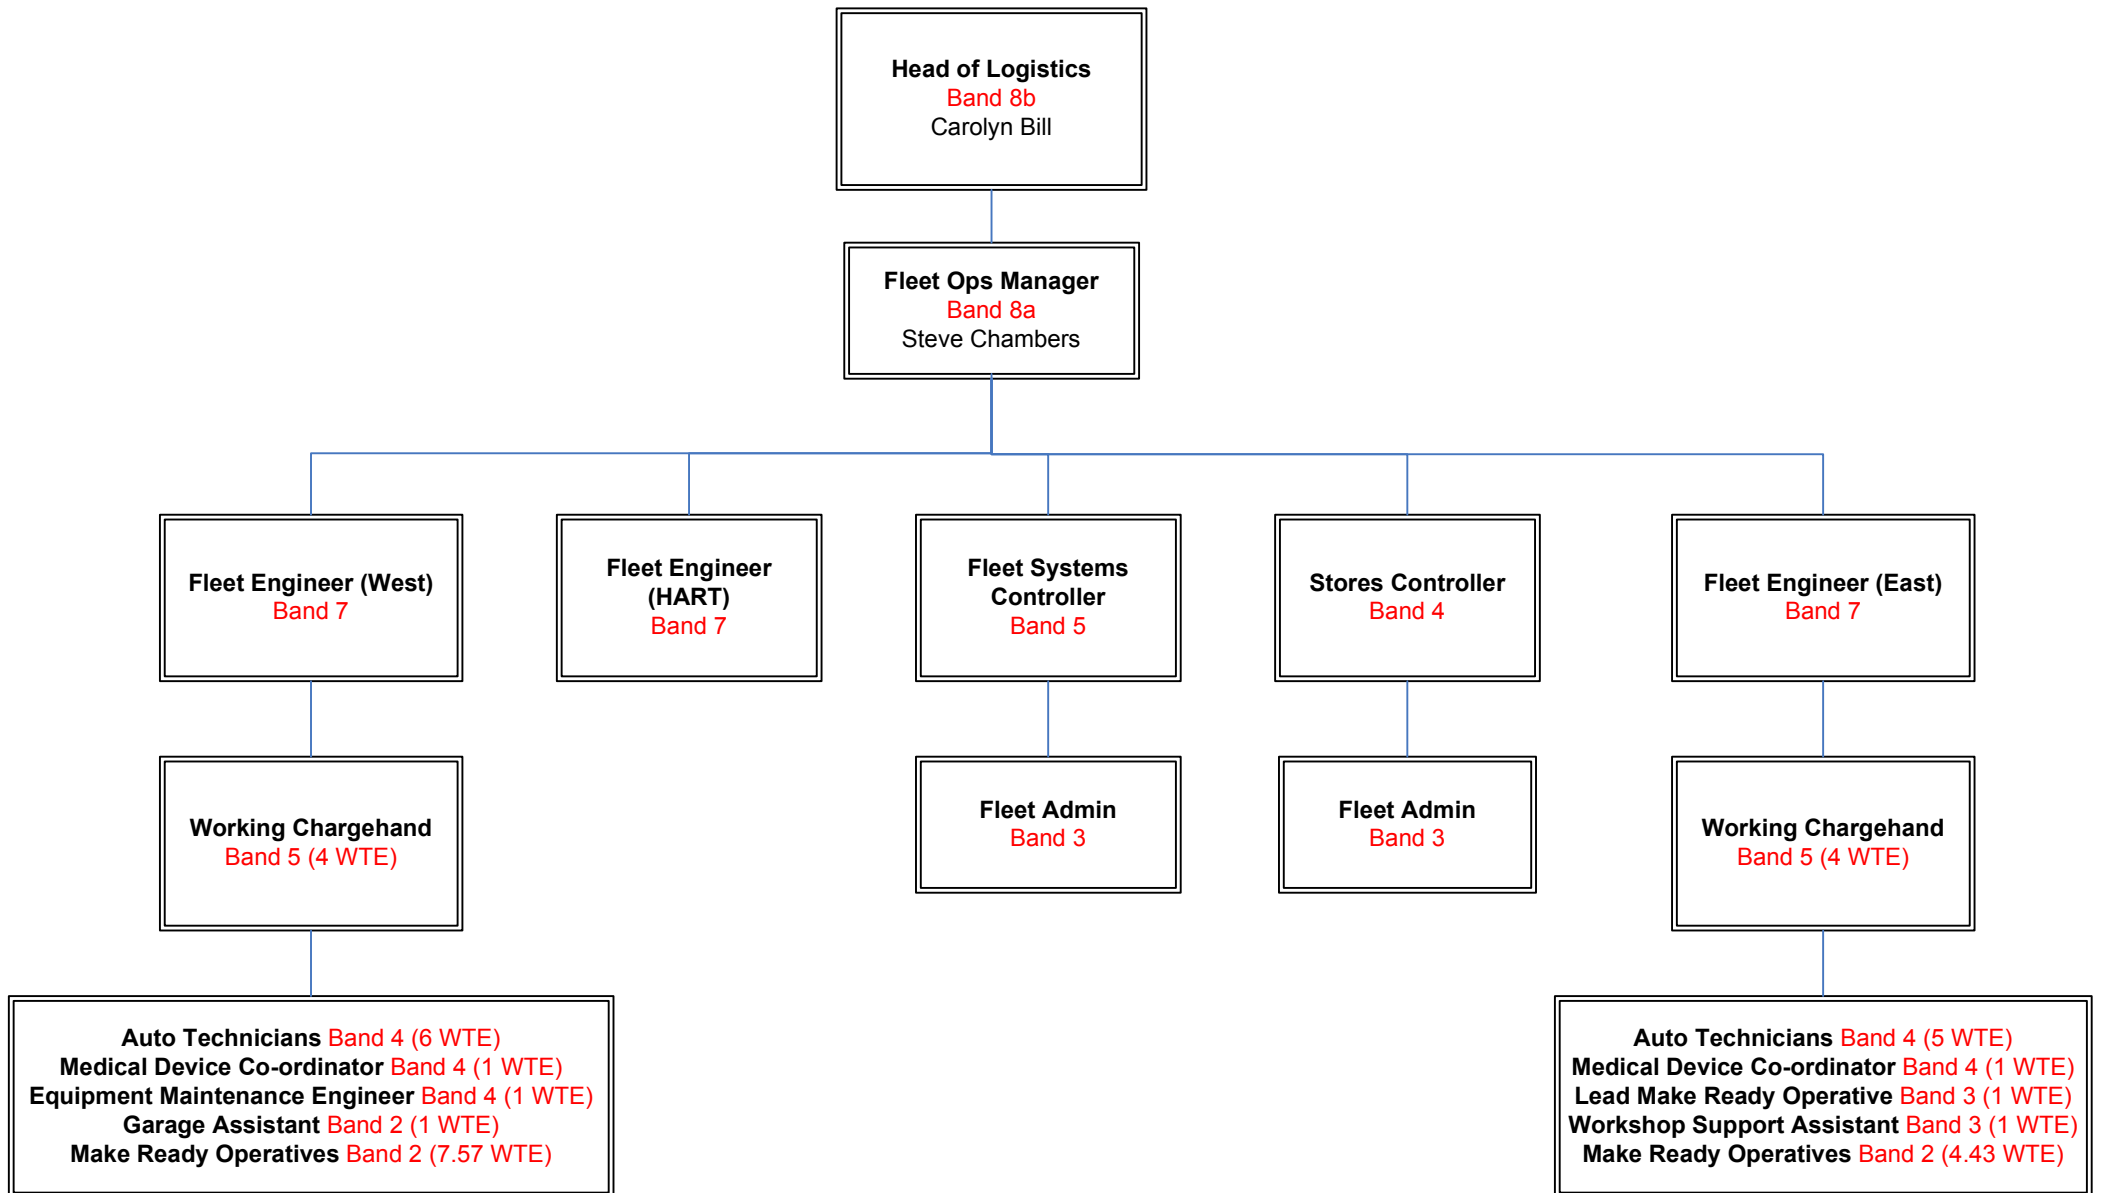 Head of Logistics
Band 8b
Carolyn Bill
Fleet Ops Manager
Band 8a
Steve Chambers
Fleet Engineer (West)
Band 7
Fleet Engineer
(HART)
Band 7
Fleet Systems
Controller
Band 5
Stores Controller
Band 4
Fleet Engineer (East)
Band 7
Working Chargehand
Band 5 (4 WTE)
Fleet Admin
Band 3
Fleet Admin
Band 3
Working Chargehand
Band 5 (4 WTE)
Auto Technicians Band 4 (6 WTE)
Medical Device Co-ordinator Band 4 (1 WTE)
Equipment Maintenance Engineer Band 4 (1 WTE)
Garage Assistant Band 2 (1 WTE)
Make Ready Operatives Band 2 (7.57 WTE)
Auto Technicians Band 4 (5 WTE)
Medical Device Co-ordinator Band 4 (1 WTE)
Lead Make Ready Operative Band 3 (1 WTE)
Workshop Support Assistant Band 3 (1 WTE)
Make Ready Operatives Band 2 (4.43 WTE)